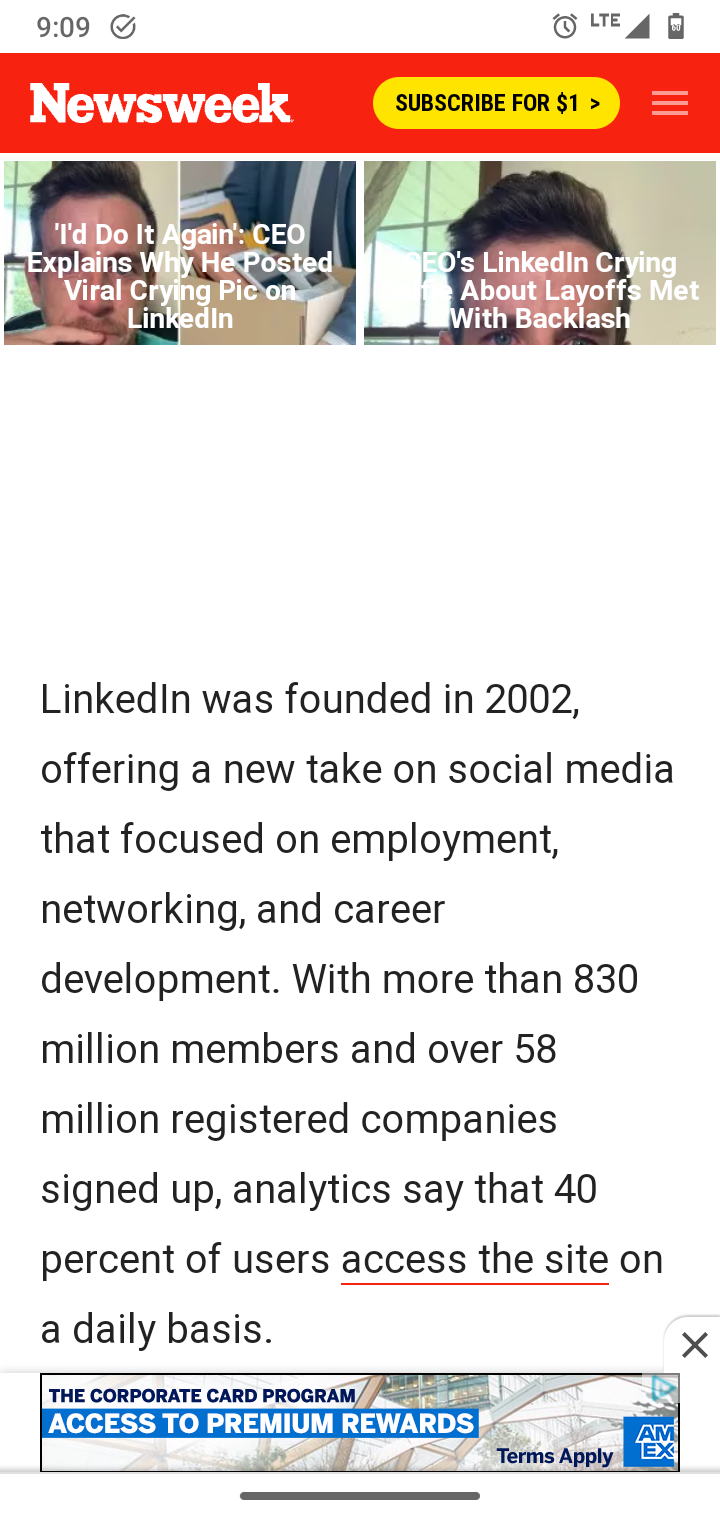 9:09
LTE
Newsweek
SUBSCRIBE FOR $1 >
'I'd Do It Again': CEO
Explains Why He Posted
Viral Crying Pic on
LinkedIn
CEO's LinkedIn Crying
About Layoffs Met
With Backlash
LinkedIn was founded in 2002,
offering a new take on social media
that focused on employment,
networking, and career
development. With more than 830
million members and over 58
million registered companies
signed up, analytics say that 40
percent of users access the site on
a daily basis.
THE CORPORATE CARD PROGRAM
ACCESS TO PREMIUM REWARDS
Terms Apply
AM
EX